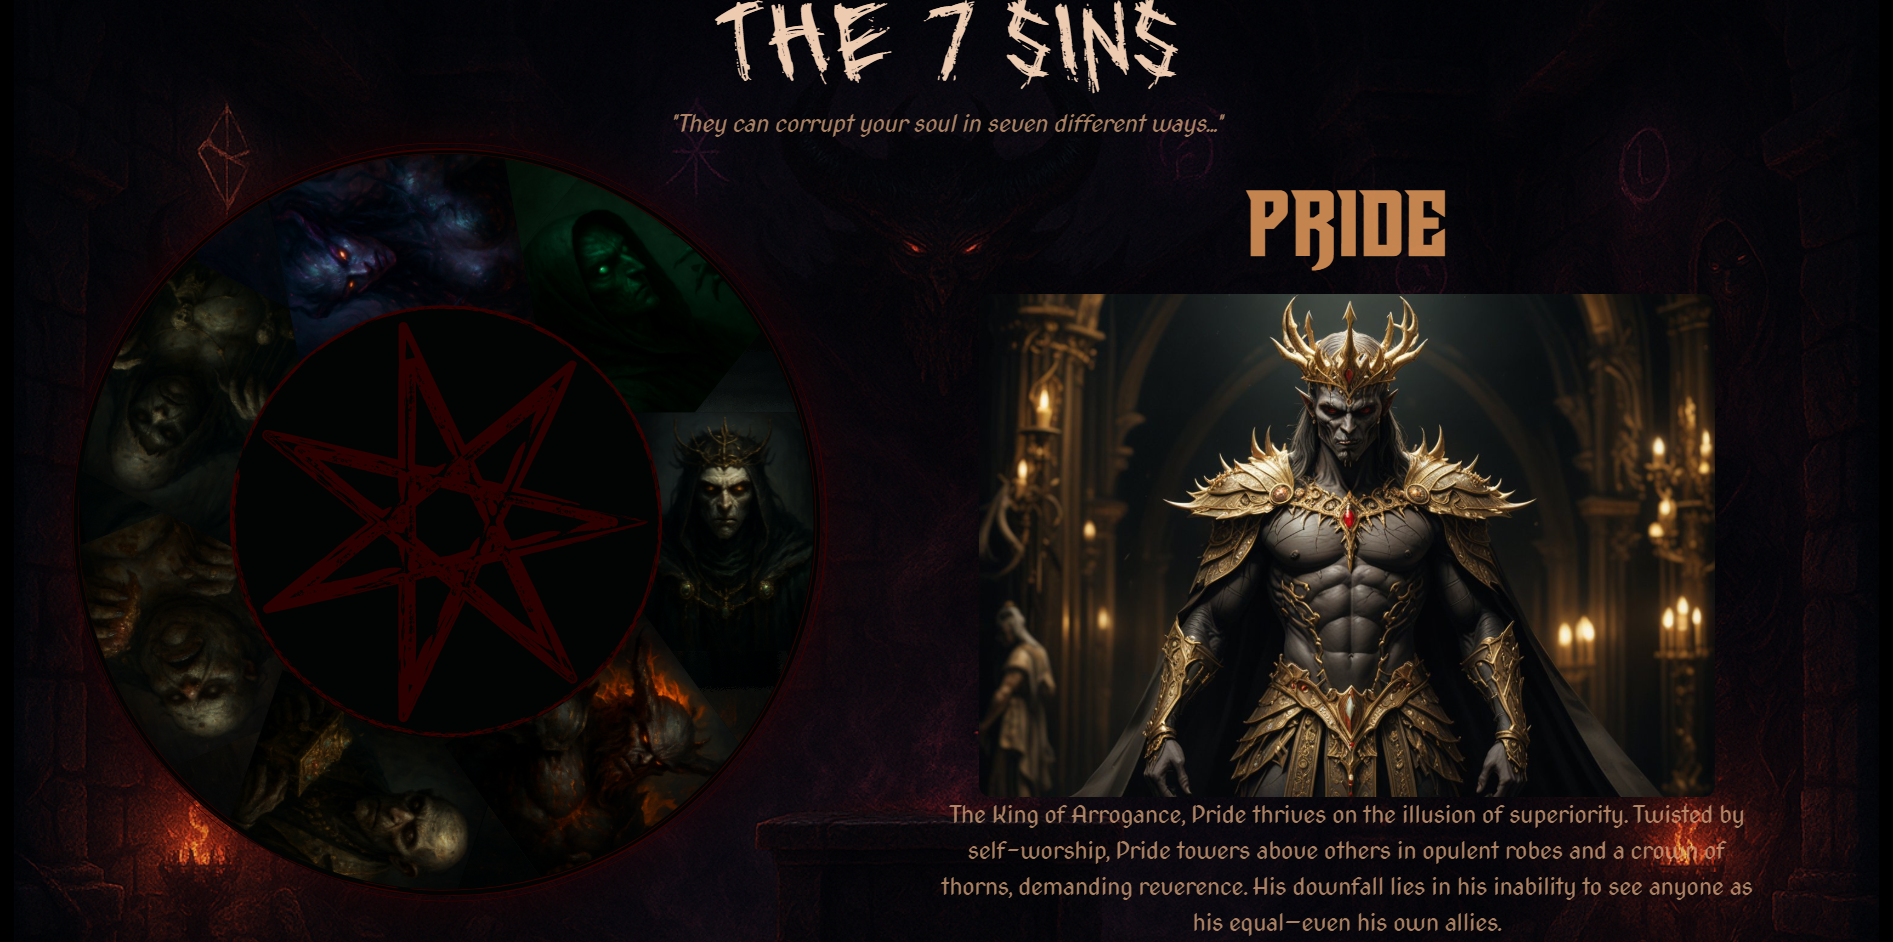 THE 7 SINS
"They can corrupt your soul in seven different ways..."
PRIDE
The King of Arrogance, Pride thrives on the illusion of superiority. Twisted by
self-worship, Pride towers above others in opulent robes and a crown of
thorns, demanding reverence. His downfall lies in his inability to see anyone as
his equal—even his own allies.